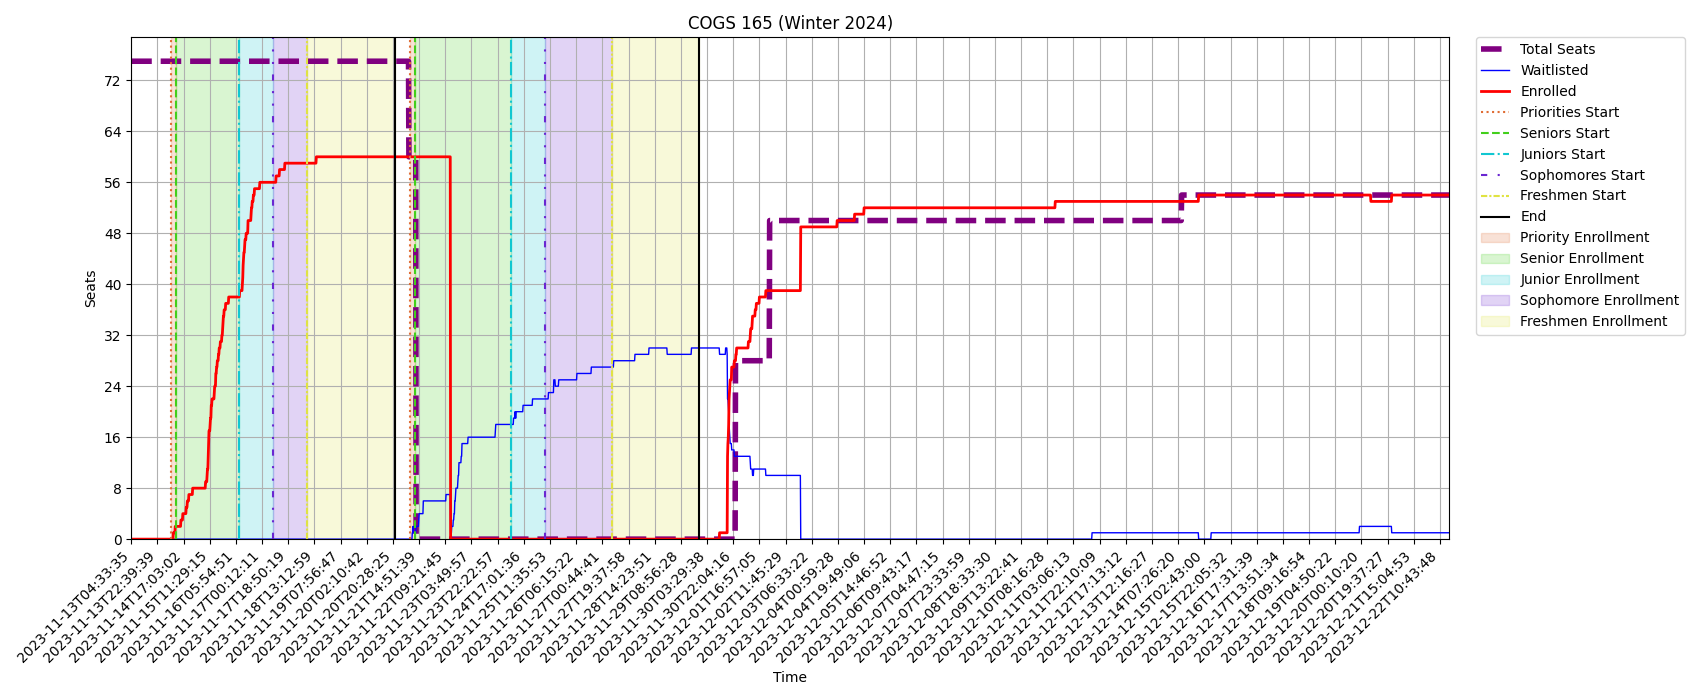 COGS 165 (Winter 2024)
Total Seats
Waitlisted
Enrolled
Priorities Start
Seniors Start
Juniors Start
Sophomores Start
Freshmen Start
End
Priority Enrollment
Senior Enrollment
Junior Enrollment
Sophomore Enrollment
Freshmen Enrollment
Seats
72
64
56
48
40
32
24
16
8
0
2023-11-13T04:33:35
2023-11-13T22:39:39
2023-11-14T17:03:02
2023-11-15T11:29:15
2023-11-16T05:54:51
2023-11-17T00:12:11
2023-11-17T18:50:19
2023-11-18T13:12:59
2023-11-19T07:56:47
2023-11-20T02:10:42
2023-11-20T20:28:25
2023-11-21T14:51:39
2023-11-22T09:21:45
2023-11-23T03:49:57
2023-11-23T22:22:57
2023-11-24T17:01:36
2023-11-25T11:35:53
2023-11-26T06:15:22
2023-11-27T00:44:41
2023-11-27T19:37:58
2023-11-28T14:23:51
2023-11-29T08:56:28
2023-11-30T03:29:38
2023-11-30T22:04:16
2023-12-01T16:57:05
2023-12-02T11:45:29
2023-12-03T06:33:22
2023-12-04T00:59:28
2023-12-04T19:49:06
2023-12-05T14:46:52
2023-12-06T09:43:17
2023-12-07T04:47:15
2023-12-07T23:33:59
2023-12-08T18:33:30
2023-12-09T13:22:41
2023-12-10T08:16:28
2023-12-11T03:06:13
2023-12-11T22:10:09
2023-12-12T17:13:12
2023-12-13T12:16:27
2023-12-14T07:26:20
2023-12-15T02:43:00
2023-12-15T22:05:32
2023-12-16T17:31:39
2023-12-17T13:51:34
2023-12-18T09:16:54
2023-12-19T04:50:22
2023-12-20T00:10:20
2023-12-20T19:37:27
2023-12-21T15:04:53
2023-12-22T10:43:48
Time